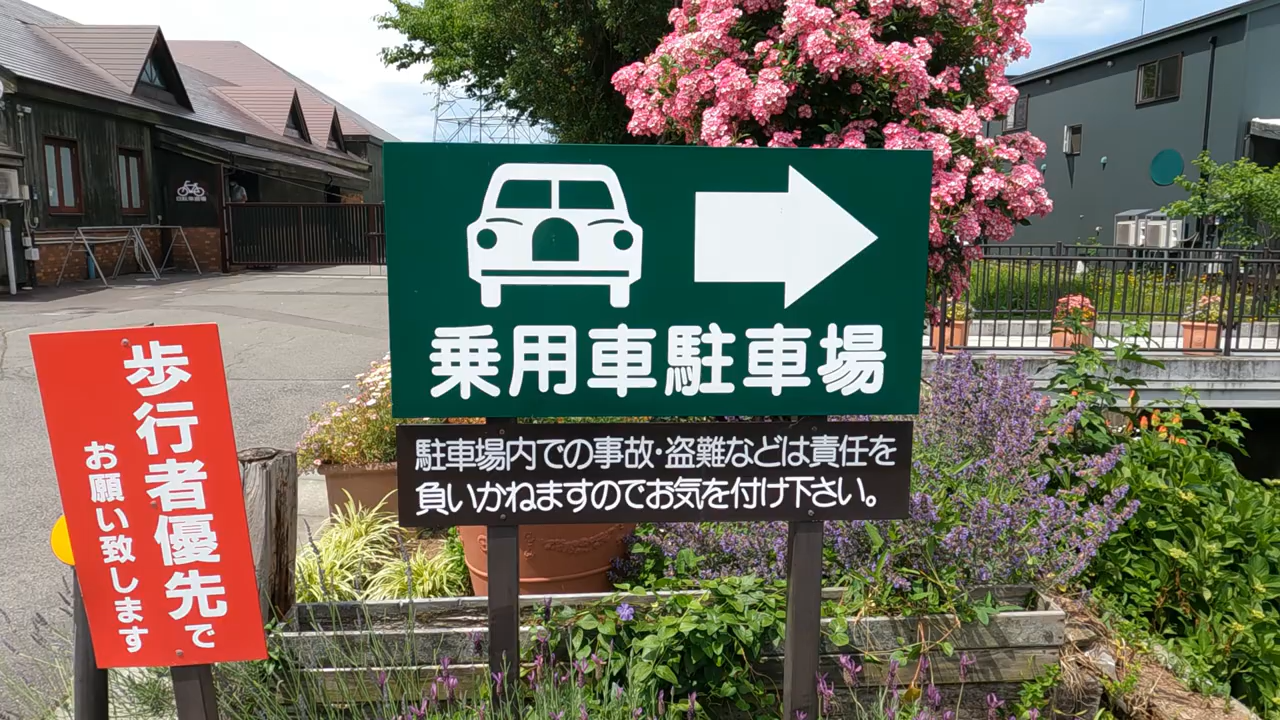 乗用車駐車場
駐車場内での事故・盗難などは責任を
負いかねますのでお気を付け下さい。
歩行者優先で
お願い致します